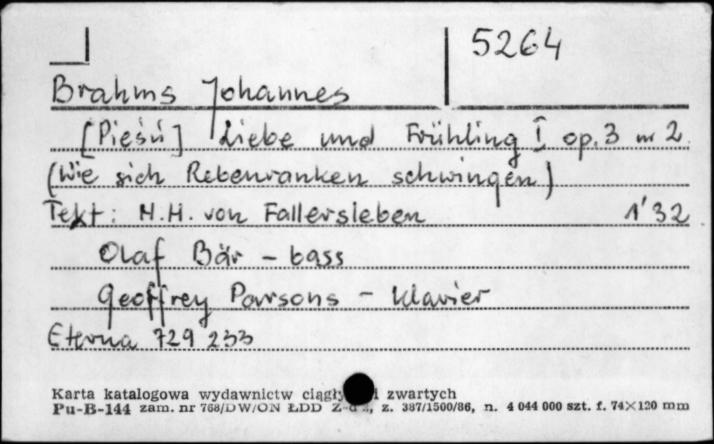 5264
Brahms Johannes
[Pieśń] Liebe und Frühling I op. 3 nr 2
(Wie sich Rebenranken schwingen)
Tekt: H.H. von Fallersleben 1'32
Olaf Bär - bass
Geoffrey Parsons - Klavier
Eterna 729 233
Karta katalogowa wydawnictw zwartych
Pu-B-144 zam. nr 768/DW/ON ŁDD z. 387/1500/86, n. 4 044 000 szt. f. 74×120 mm